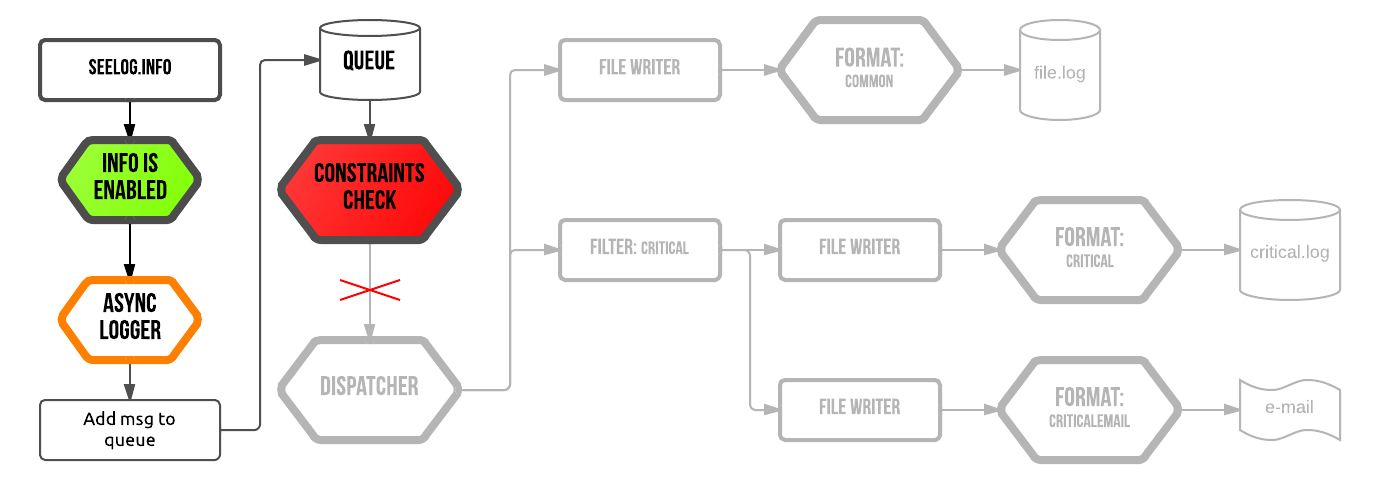 SEELOG.INFO
INFO IS
ENABLED
ASYNC
LOGGER
Add msg to
queue
QUEUE
CONSTRAINTS
CHECK
DISPATCHER
FILE WRITER
FORMAT:
COMMON
file.log
FILTER: CRITICAL
FILE WRITER
FORMAT:
CRITICAL
critical.log
FILE WRITER
FORMAT:
CRITICALEMAIL
e-mail